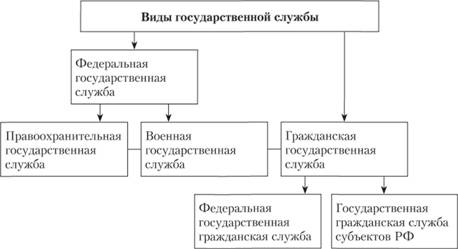 Виды государственной службы
Федеральная
государственная
служба
Правоохранительная
государственная
служба
Военная
государственная
служба
Гражданская
государственная
служба
Федеральная
государственная
гражданская служба
Государственная
гражданская служба
субъектов РФ